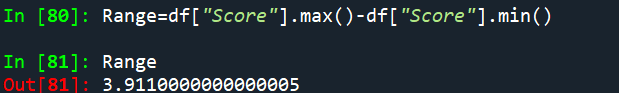 In [80]: Range=df["Score"].max()-df["Score"].min()
In [81]: Range
Out[81]: 3.9110000000000005